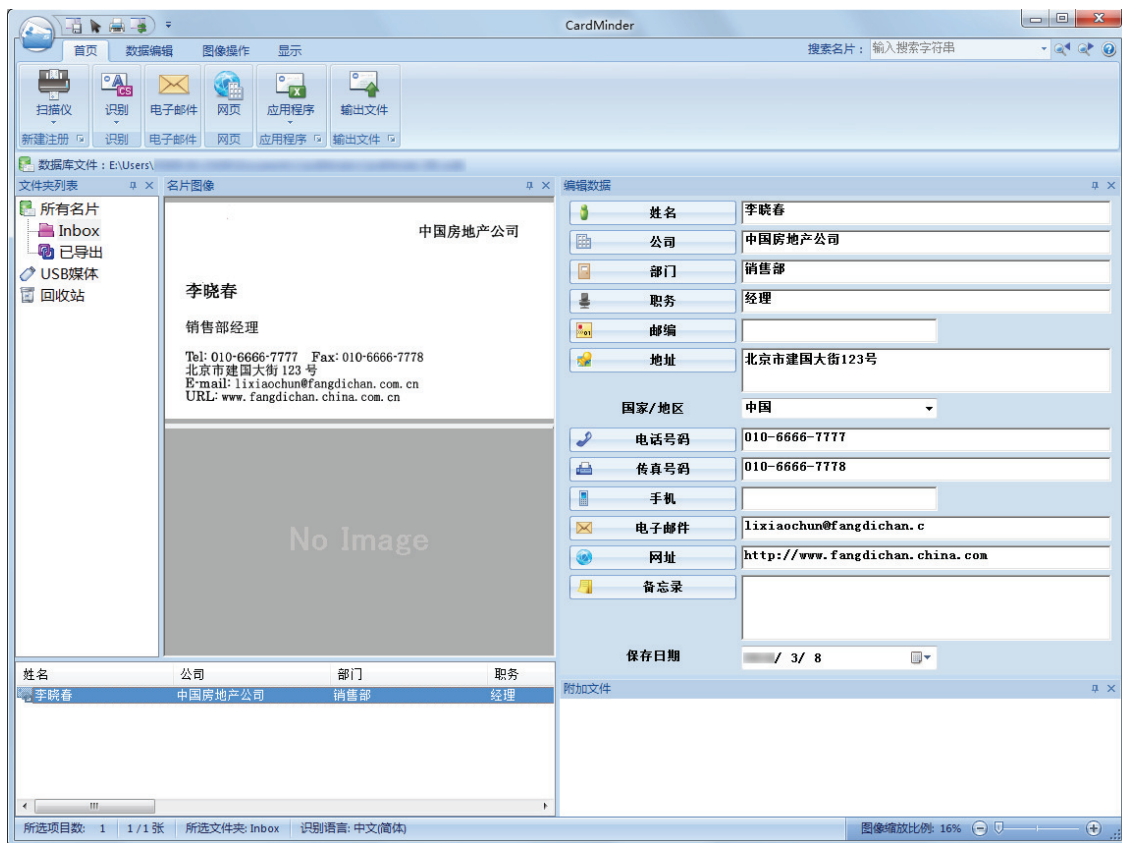 CardMinder
首页 数据编辑 图像操作 显示 搜索名片： 输入搜索字符串
扫描仪 识别 电子邮件 网页 应用程序 输出文件
新建注册 识别 电子邮件 网页 应用程序 输出文件
数据库文件：E:\Users\
文件夹列表
所有名片
Inbox
已导出
USB媒体
回收站
名片图像
中国房地产公司
李晓春
销售部经理
Tel: 010-6666-7777 Fax: 010-6666-7778
北京市建国大街 123 号
E-mail: lixiaochun@fangdichan.com.cn
URL: www.fangdichan.china.com.cn
No Image
编辑数据
姓名 李晓春
公司 中国房地产公司
部门 销售部
职务 经理
邮编
地址 北京市建国大街123号
国家/地区 中国
电话号码 010-6666-7777
传真号码 010-6666-7778
手机
电子邮件 lixiaochun@fangdichan.c
网址 http://www.fangdichan.china.com
备忘录
保存日期 / 3/ 8
姓名 公司 部门 职务
李晓春 中国房地产公司 销售部 经理
附加文件
所选项目数: 1 1/1张 所选文件夹: Inbox 识别语言: 中文(简体) 图像缩放比例: 16%